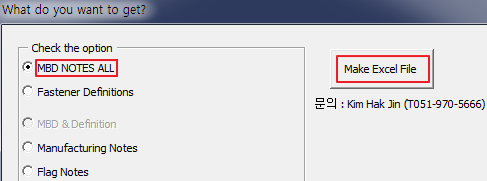 What do you want to get?
Check the option
MBD NOTES ALL
Make Excel File
Fastener Definitions
문의 : Kim Hak Jin (T051-970-5666)
MBD & Definition
Manufacturing Notes
Flag Notes